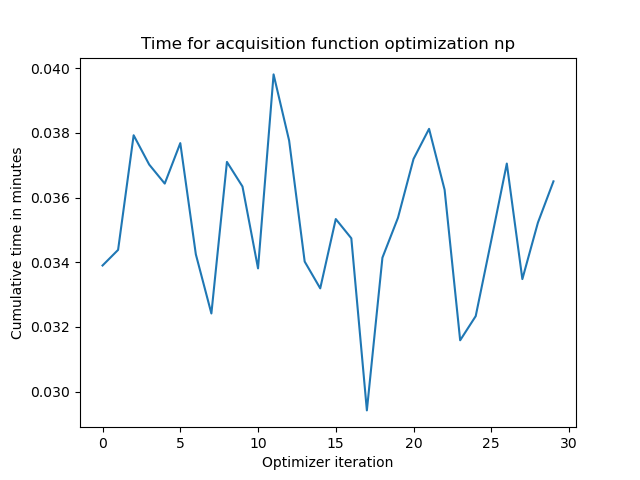 Time for acquisition function optimization np
0.040
0.038
0.036
0.034
0.032
0.030
Cumulative time in minutes
0 5 10 15 20 25 30
Optimizer iteration